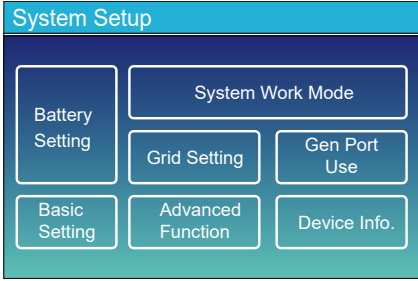 System Setup
System Work Mode
Battery
Setting
Grid Setting
Gen Port
Use
Basic
Setting
Advanced
Function
Device Info.